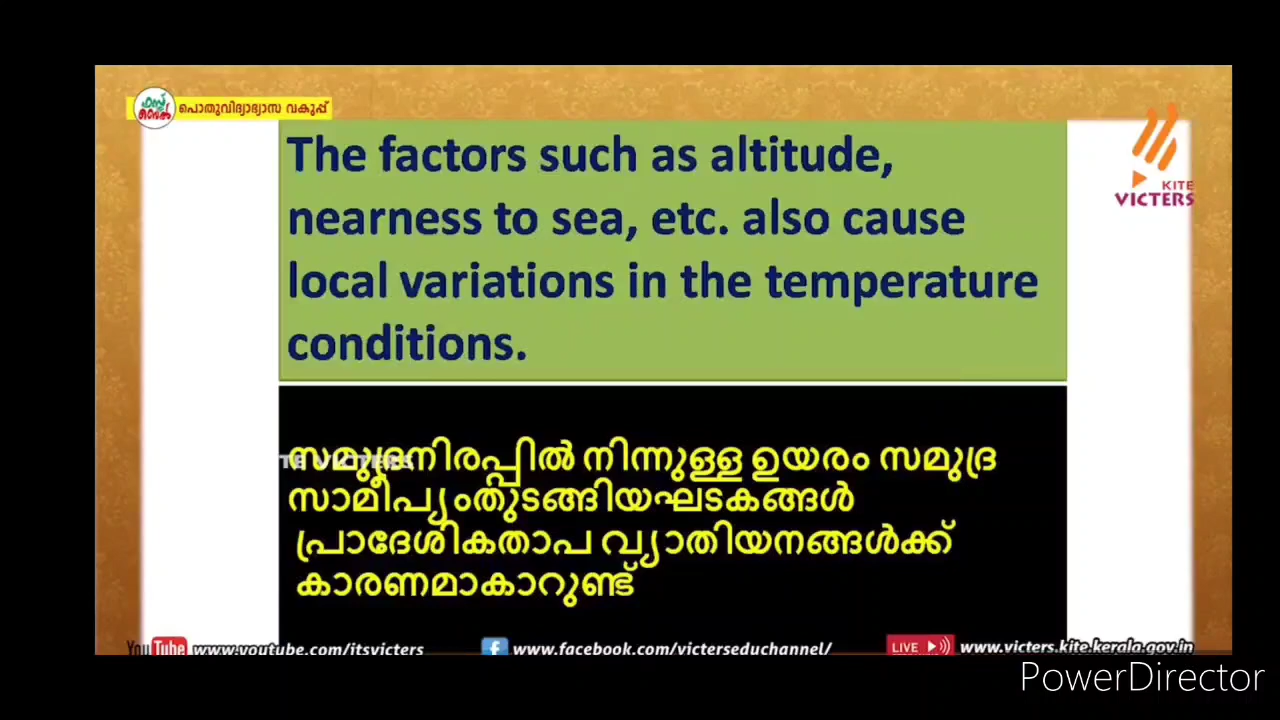 പൊതുവിദ്യാഭ്യാസ വകുപ്പ്
The factors such as altitude,
nearness to sea, etc. also cause
local variations in the temperature
conditions.
KITE
VICTERS
സമുദ്രനിരപ്പിൽ നിന്നുള്ള ഉയരം സമുദ്ര
സാമീപ്യംതുടങ്ങിയഘടകങ്ങൾ
പ്രാദേശികതാപ വ്യാതിയനങ്ങൾക്ക്
കാരണമാകാറുണ്ട്
YouTube www.youtube.com/itsvicters
f www.facebook.com/victerseduchannel/
LIVE www.victers.kite.kerala.gov.in
PowerDirector